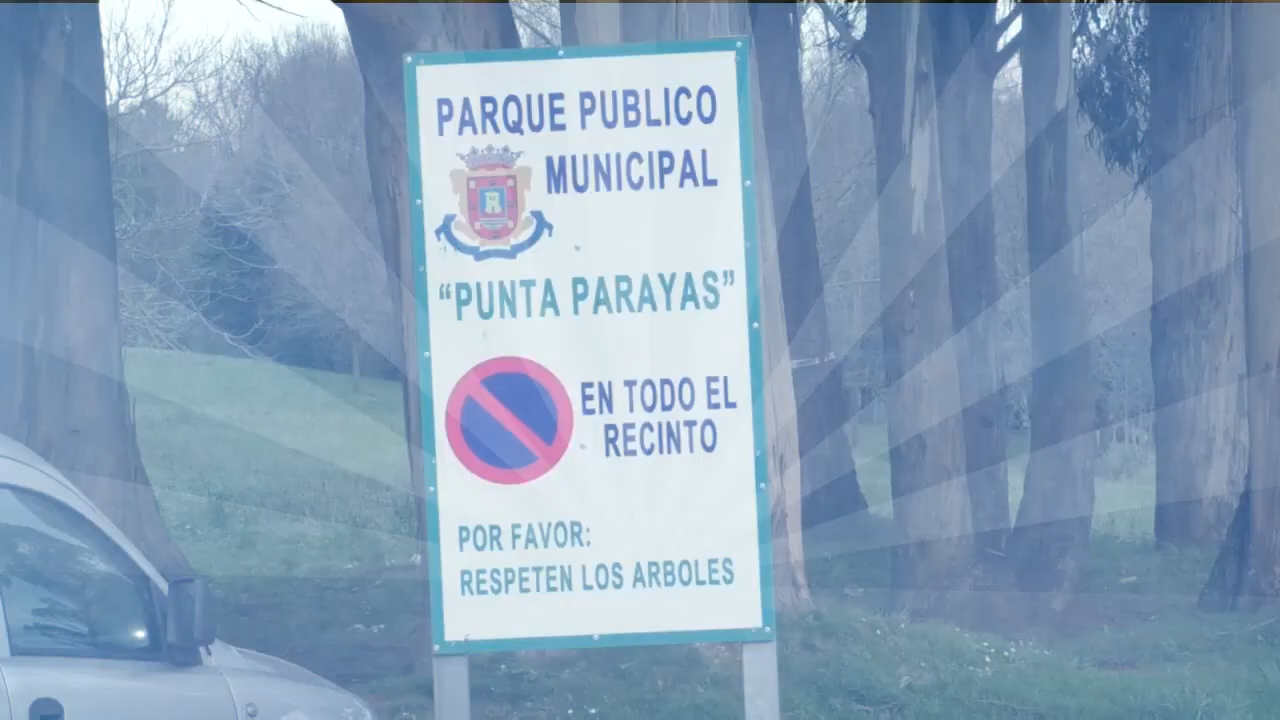 PARQUE PUBLICO
MUNICIPAL
“PUNTA PARAYAS”
EN TODO EL
RECINTO
POR FAVOR:
RESPETEN LOS ARBOLES